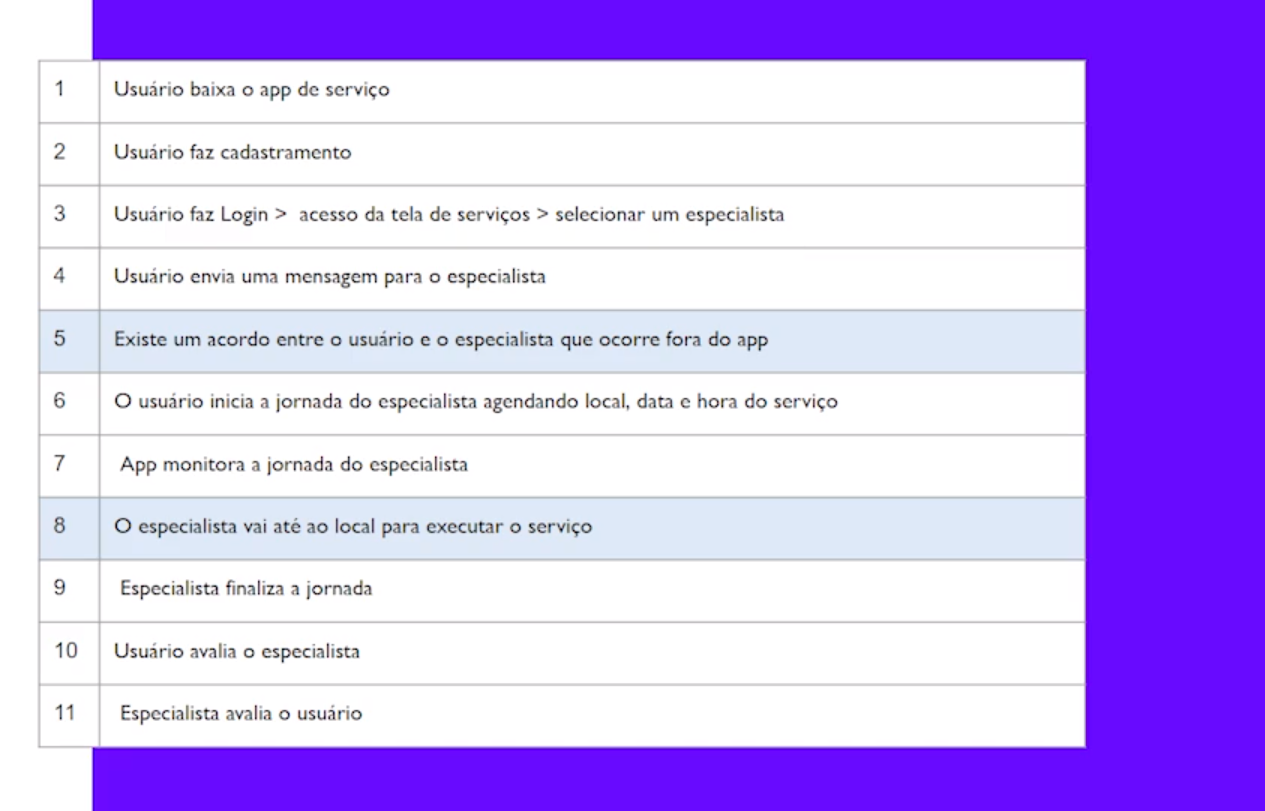 1 Usuário baixa o app de serviço
2 Usuário faz cadastramento
3 Usuário faz Login > acesso da tela de serviços > selecionar um especialista
4 Usuário envia uma mensagem para o especialista
5 Existe um acordo entre o usuário e o especialista que ocorre fora do app
6 O usuário inicia a jornada do especialista agendando local, data e hora do serviço
7 App monitora a jornada do especialista
8 O especialista vai até ao local para executar o serviço
9 Especialista finaliza a jornada
10 Usuário avalia o especialista
11 Especialista avalia o usuário